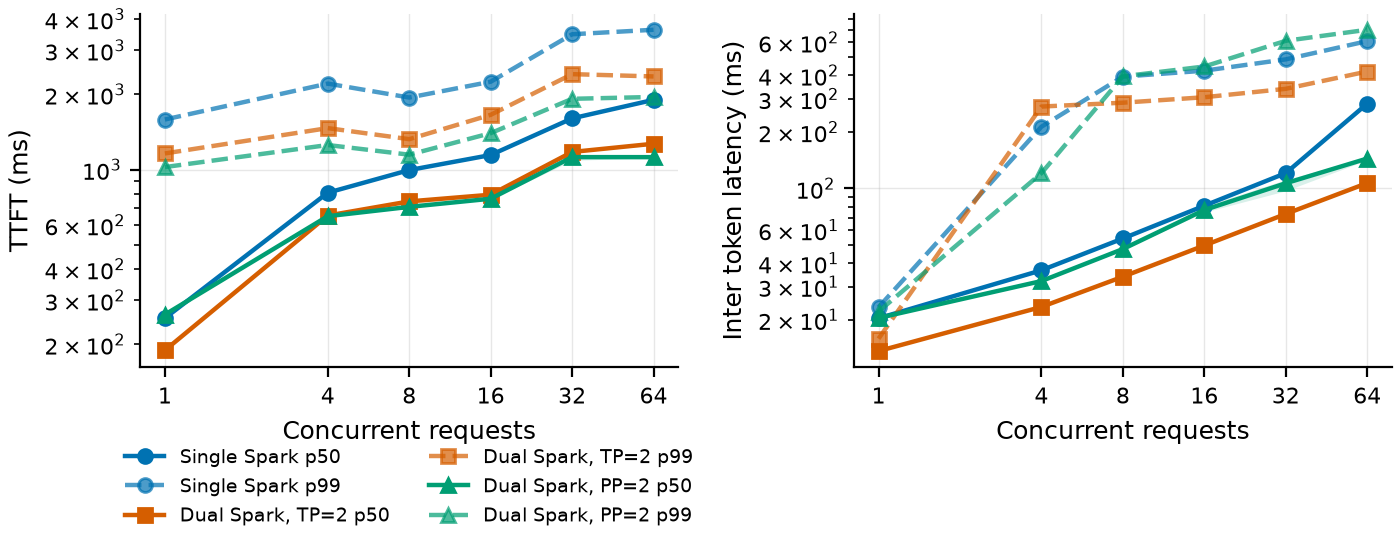 TTFT (ms)
4 × 10³
3 × 10³
2 × 10³
10³
6 × 10²
4 × 10²
3 × 10²
2 × 10²
1 4 8 16 32 64
Concurrent requests
Inter token latency (ms)
6 × 10²
4 × 10²
3 × 10²
2 × 10²
10²
6 × 10¹
4 × 10¹
3 × 10¹
2 × 10¹
1 4 8 16 32 64
Concurrent requests
Single Spark p50
Single Spark p99
Dual Spark, TP=2 p50
Dual Spark, TP=2 p99
Dual Spark, PP=2 p50
Dual Spark, PP=2 p99